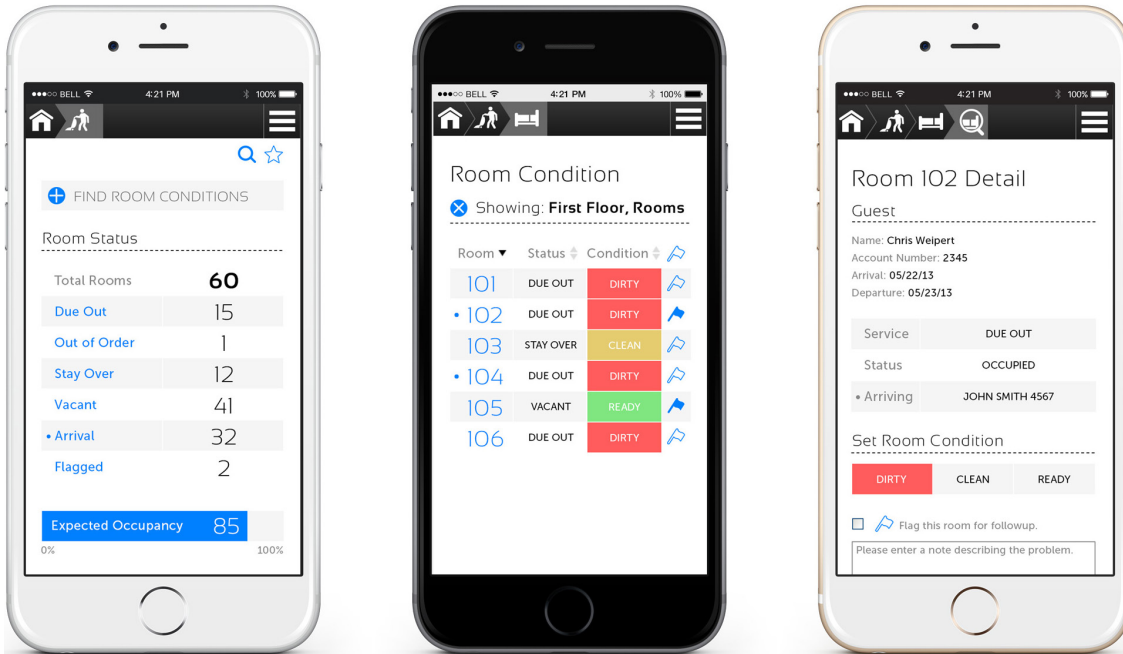 BELL 4:21 PM 100%
FIND ROOM CONDITIONS
Room Status
Total Rooms 60
Due Out 15
Out of Order 1
Stay Over 12
Vacant 41
• Arrival 32
Flagged 2
Expected Occupancy 85
0% 100%
BELL 4:21 PM 100%
Room Condition
Showing: First Floor, Rooms
Room Status Condition
101 DUE OUT DIRTY
• 102 DUE OUT DIRTY
103 STAY OVER CLEAN
• 104 DUE OUT DIRTY
105 VACANT READY
106 DUE OUT DIRTY
BELL 4:21 PM 100%
Room 102 Detail
Guest
Name: Chris Weipert
Account Number: 2345
Arrival: 05/22/13
Departure: 05/23/13
Service DUE OUT
Status OCCUPIED
• Arriving JOHN SMITH 4567
Set Room Condition
DIRTY CLEAN READY
Flag this room for followup.
Please enter a note describing the problem.